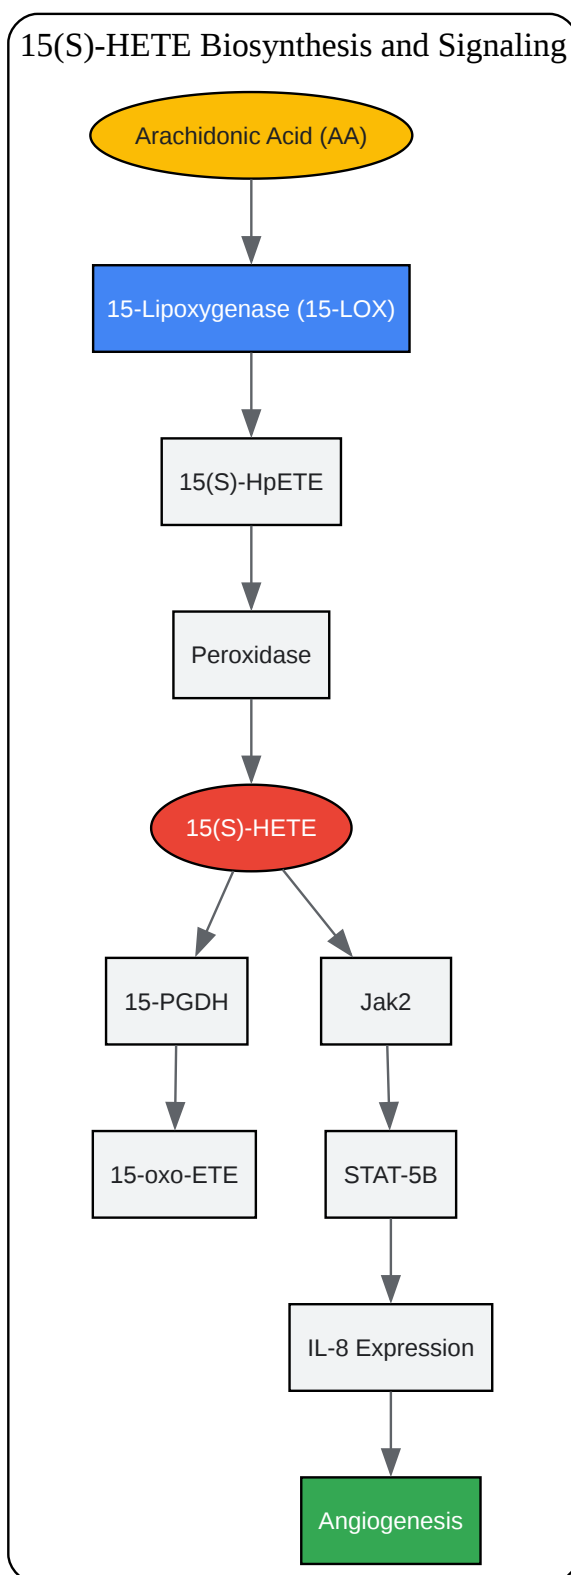 15(S)-HETE Biosynthesis and Signaling
Arachidonic Acid (AA)
15-Lipoxygenase (15-LOX)
15(S)-HpETE
Peroxidase
15(S)-HETE
15-PGDH
Jak2
15-oxo-ETE
STAT-5B
IL-8 Expression
Angiogenesis